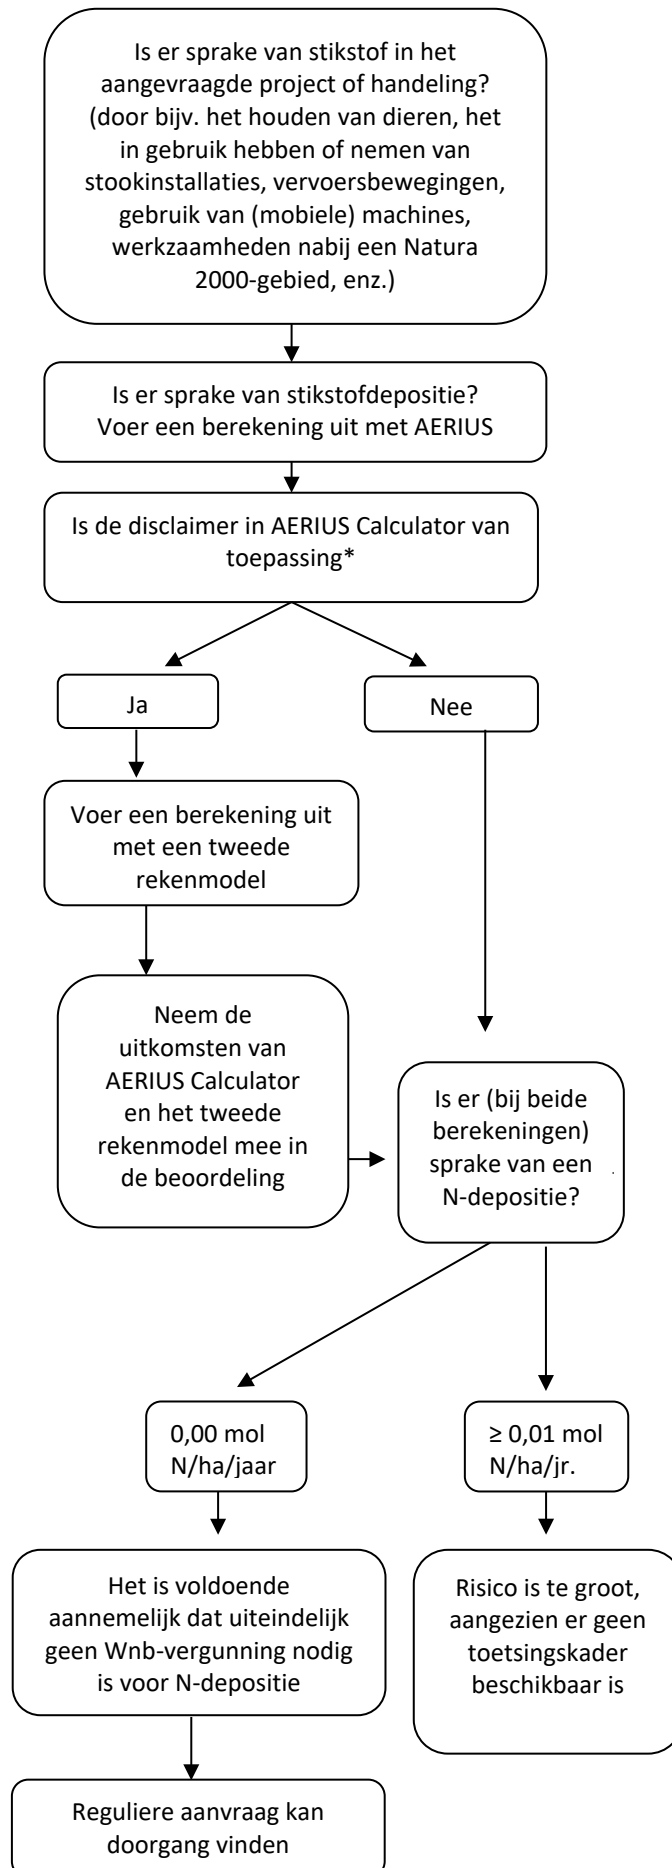 Is er sprake van stikstof in het
aangevraagde project of handeling?
(door bijv. het houden van dieren, het
in gebruik hebben of nemen van
stookinstallaties, vervoersbewegingen,
gebruik van (mobiele) machines,
werkzaamheden nabij een Natura
2000-gebied, enz.)
Is er sprake van stikstofdepositie?
Voer een berekening uit met AERIUS
Is de disclaimer in AERIUS Calculator van
toepassing*
Ja
Nee
Voer een berekening uit
met een tweede
rekenmodel
Neem de
uitkomsten van
AERIUS Calculator
en het tweede
rekenmodel mee in
de beoordeling
Is er (bij beide
berekeningen)
sprake van een
N-depositie?
0,00 mol
N/ha/jaar
≥ 0,01 mol
N/ha/jr.
Het is voldoende
aannemelijk dat uiteindelijk
geen Wnb-vergunning nodig
is voor N-depositie
Risico is te groot,
aangezien er geen
toetsingskader
beschikbaar is
Reguliere aanvraag kan
doorgang vinden